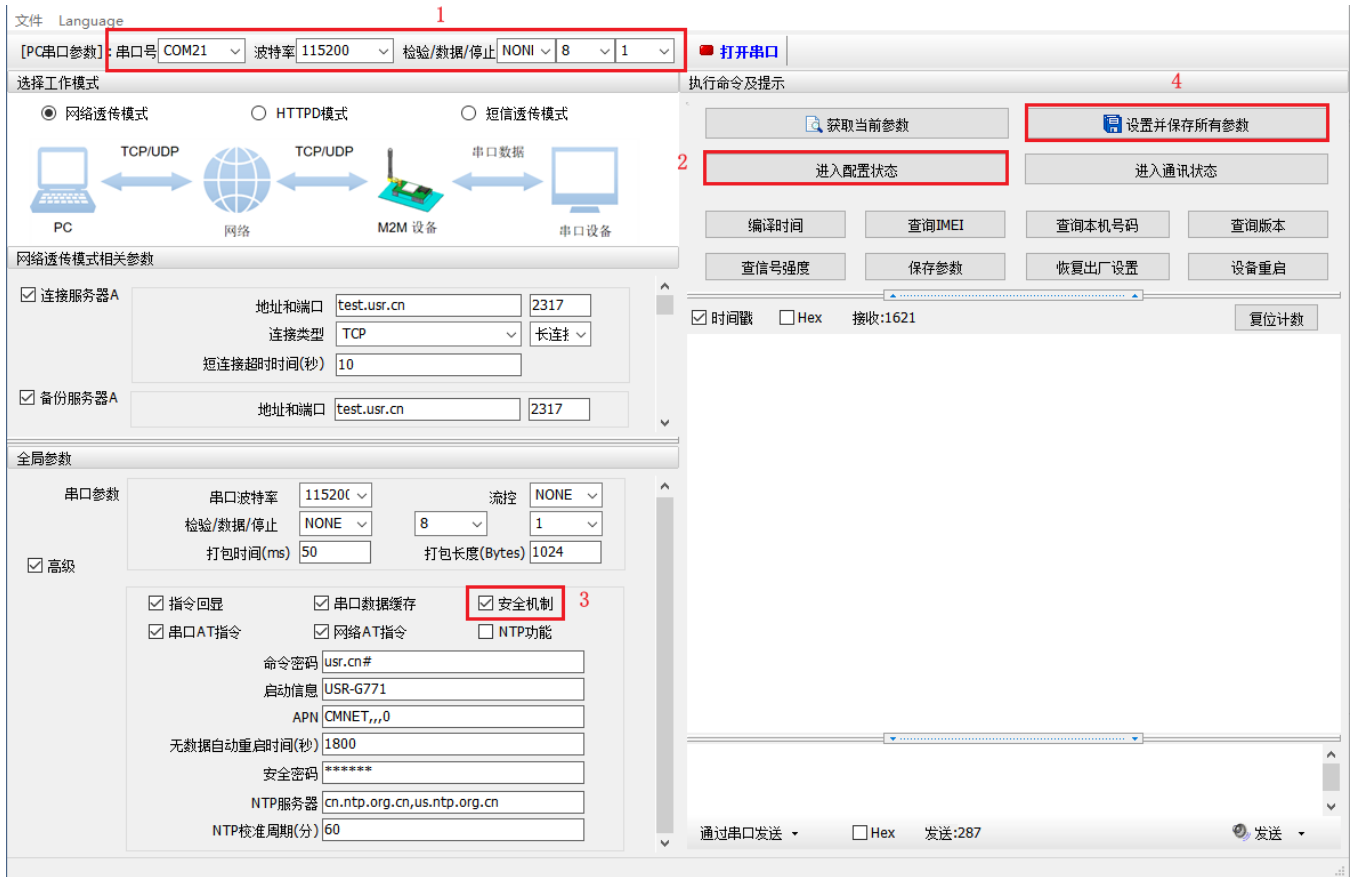 文件 Language
1
[PC串口参数]：串口号 COM21 波特率 115200 检验/数据/停止 NONI 8 1 打开串口
选择工作模式
网络透传模式 HTTPD模式 短信透传模式
TCP/UDP TCP/UDP 串口数据
PC 网络 M2M 设备 串口设备
网络透传模式相关参数
连接服务器A
地址和端口 test.usr.cn 2317
连接类型 TCP 长连接
短连接超时时间(秒) 10
备份服务器A
地址和端口 test.usr.cn 2317
全局参数
串口参数
串口波特率 115200 流控 NONE
检验/数据/停止 NONE 8 1
打包时间(ms) 50 打包长度(Bytes) 1024
高级
指令回显 串口数据缓存 安全机制 3
串口AT指令 网络AT指令 NTP功能
命令密码 usr.cn#
启动信息 USR-G771
APN CMNET,,,0
无数据自动重启时间(秒) 1800
安全密码 ******
NTP服务器 cn.ntp.org.cn,us.ntp.org.cn
NTP校准周期(分) 60
执行命令及提示
4
获取当前参数 设置并保存所有参数
2 进入配置状态 进入通讯状态
编译时间 查询IMEI 查询本机号码 查询版本
查信号强度 保存参数 恢复出厂设置 设备重启
时间戳 Hex 接收:1621 复位计数
通过串口发送 Hex 发送:287 发送